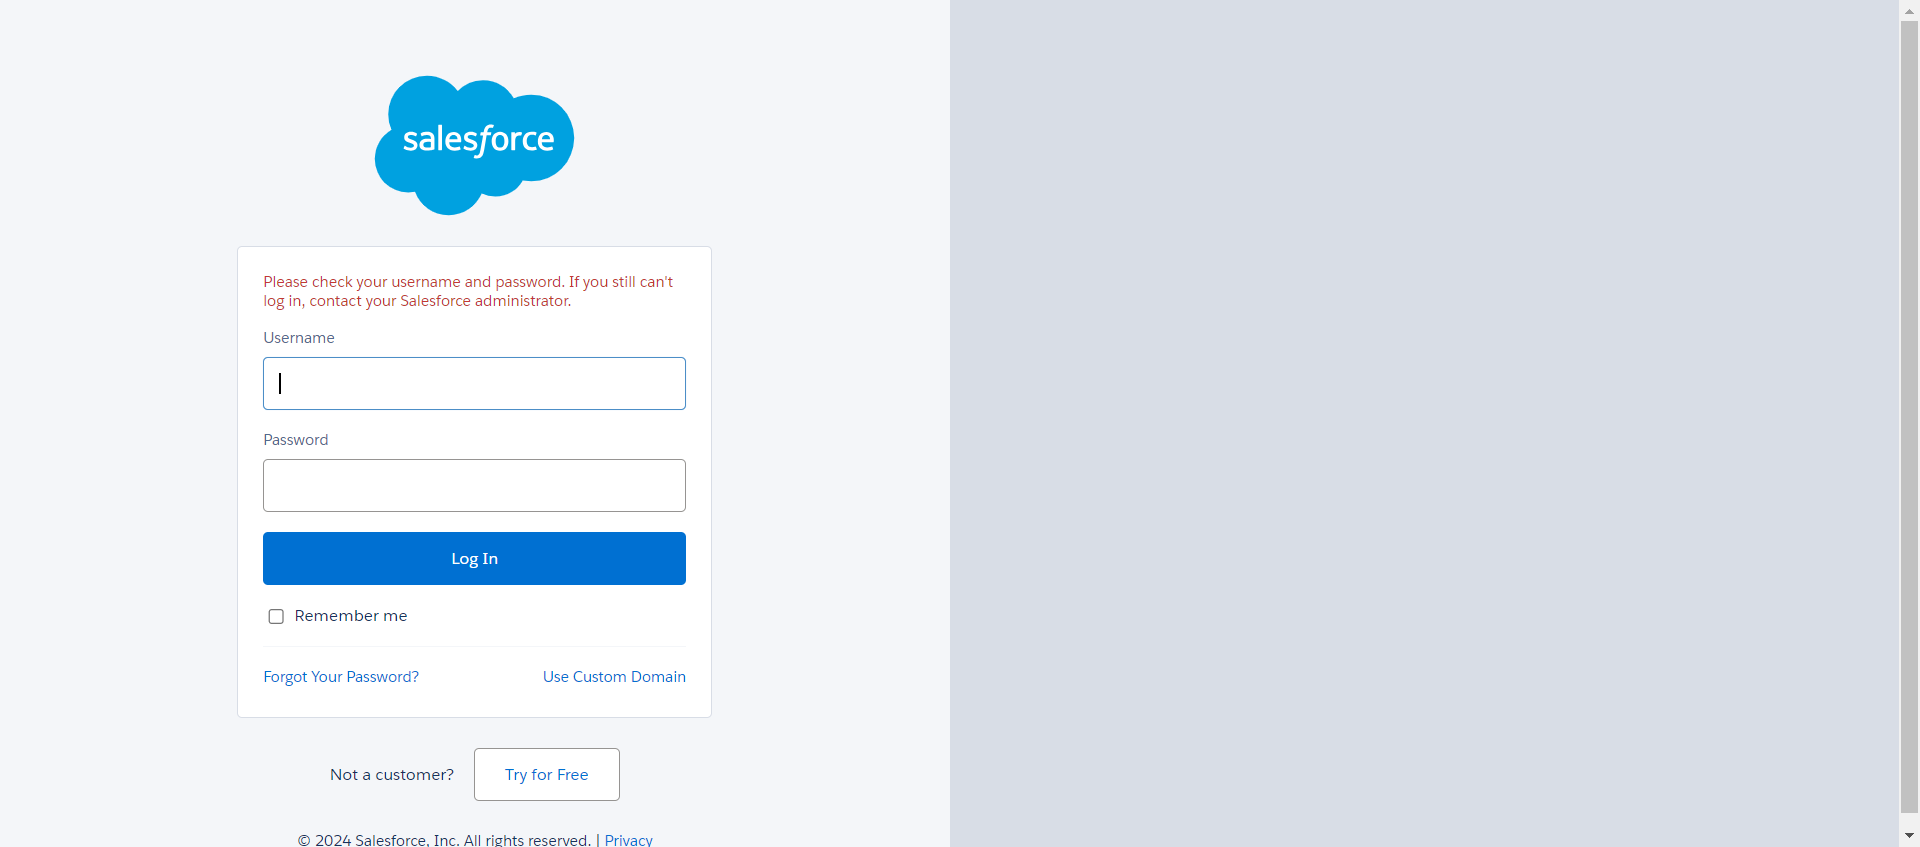 salesforce
Please check your username and password. If you still can't
log in, contact your Salesforce administrator.
Username
Password
Log In
Remember me
Forgot Your Password? Use Custom Domain
Not a customer? Try for Free
© 2024 Salesforce, Inc. All rights reserved. | Privacy